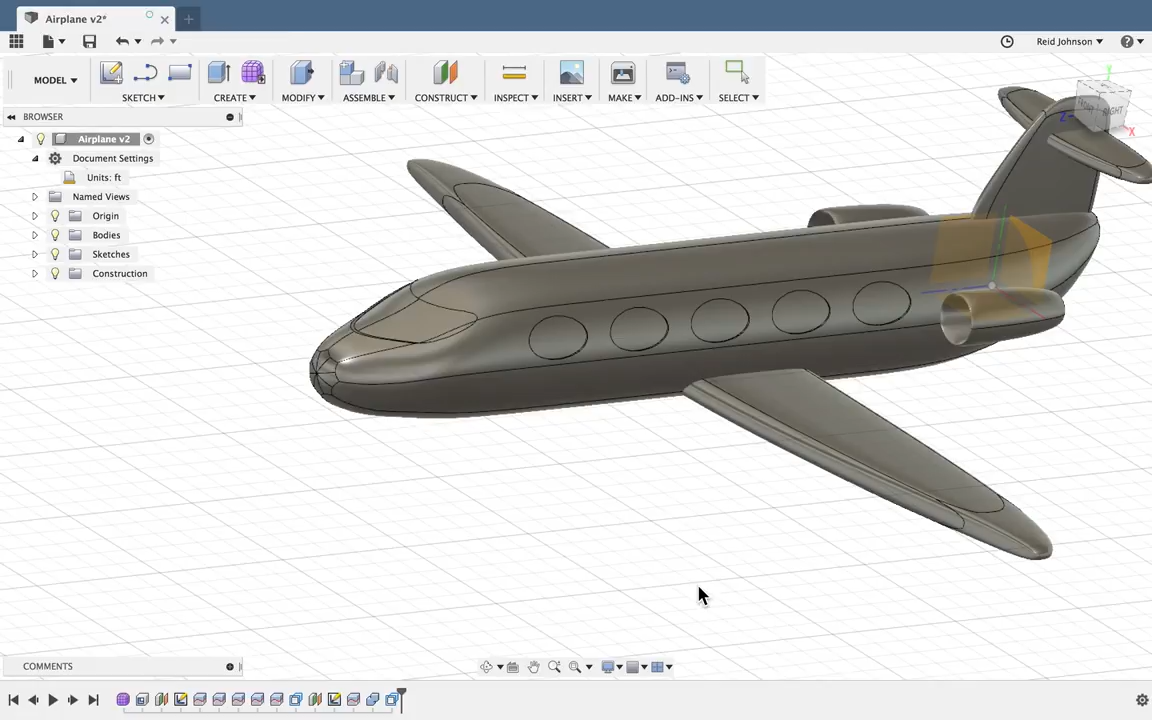 Airplane v2*
Reid Johnson
MODEL
SKETCH
CREATE
MODIFY
ASSEMBLE
CONSTRUCT
INSPECT
INSERT
MAKE
ADD-INS
SELECT
BROWSER
Airplane v2
Document Settings
Units: ft
Named Views
Origin
Bodies
Sketches
Construction
Y
Z
X
RIGHT
COMMENTS